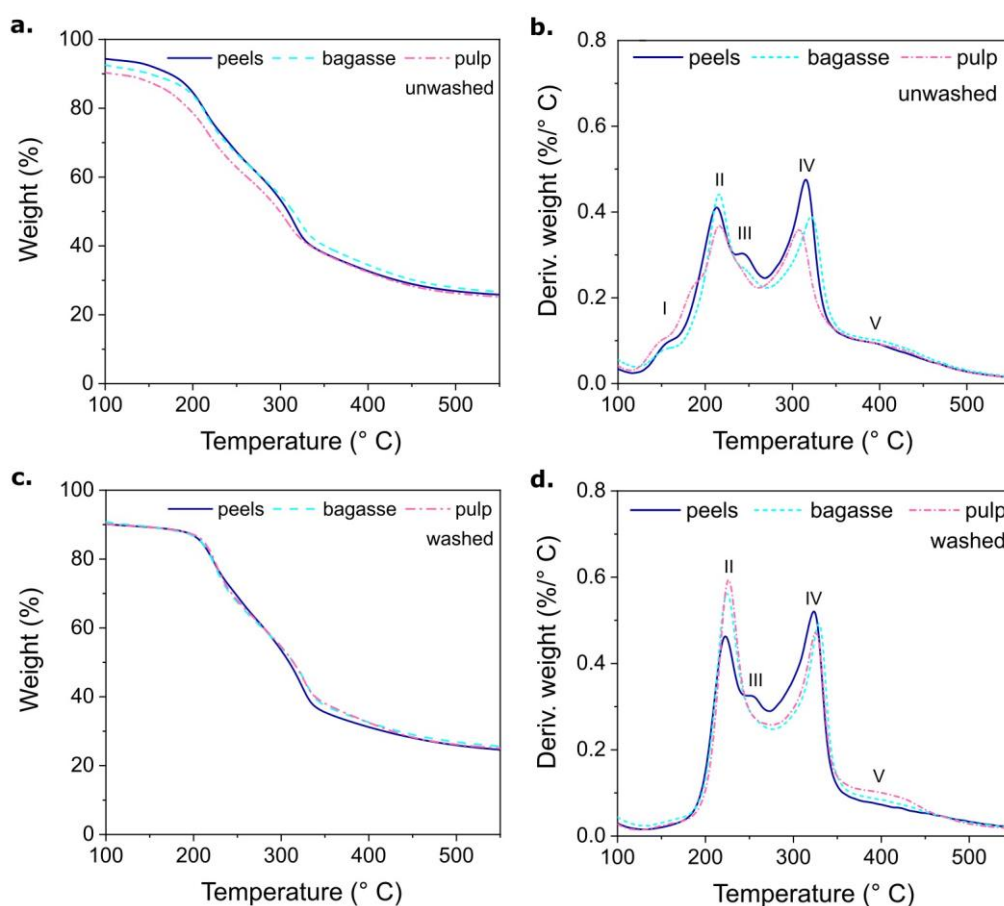 a.
peels bagasse pulp
unwashed
100
80
60
40
20
0
Weight (%)
100 200 300 400 500
Temperature (° C)
b.
peels bagasse pulp
unwashed
0.8
0.6
0.4
0.2
0.0
Deriv. weight (%/° C)
I
II
III
IV
V
100 200 300 400 500
Temperature (° C)
c.
peels bagasse pulp
washed
100
80
60
40
20
0
Weight (%)
100 200 300 400 500
Temperature (° C)
d.
peels bagasse pulp
washed
0.8
0.6
0.4
0.2
0.0
Deriv. weight (%/° C)
II
III
IV
V
100 200 300 400 500
Temperature (° C)